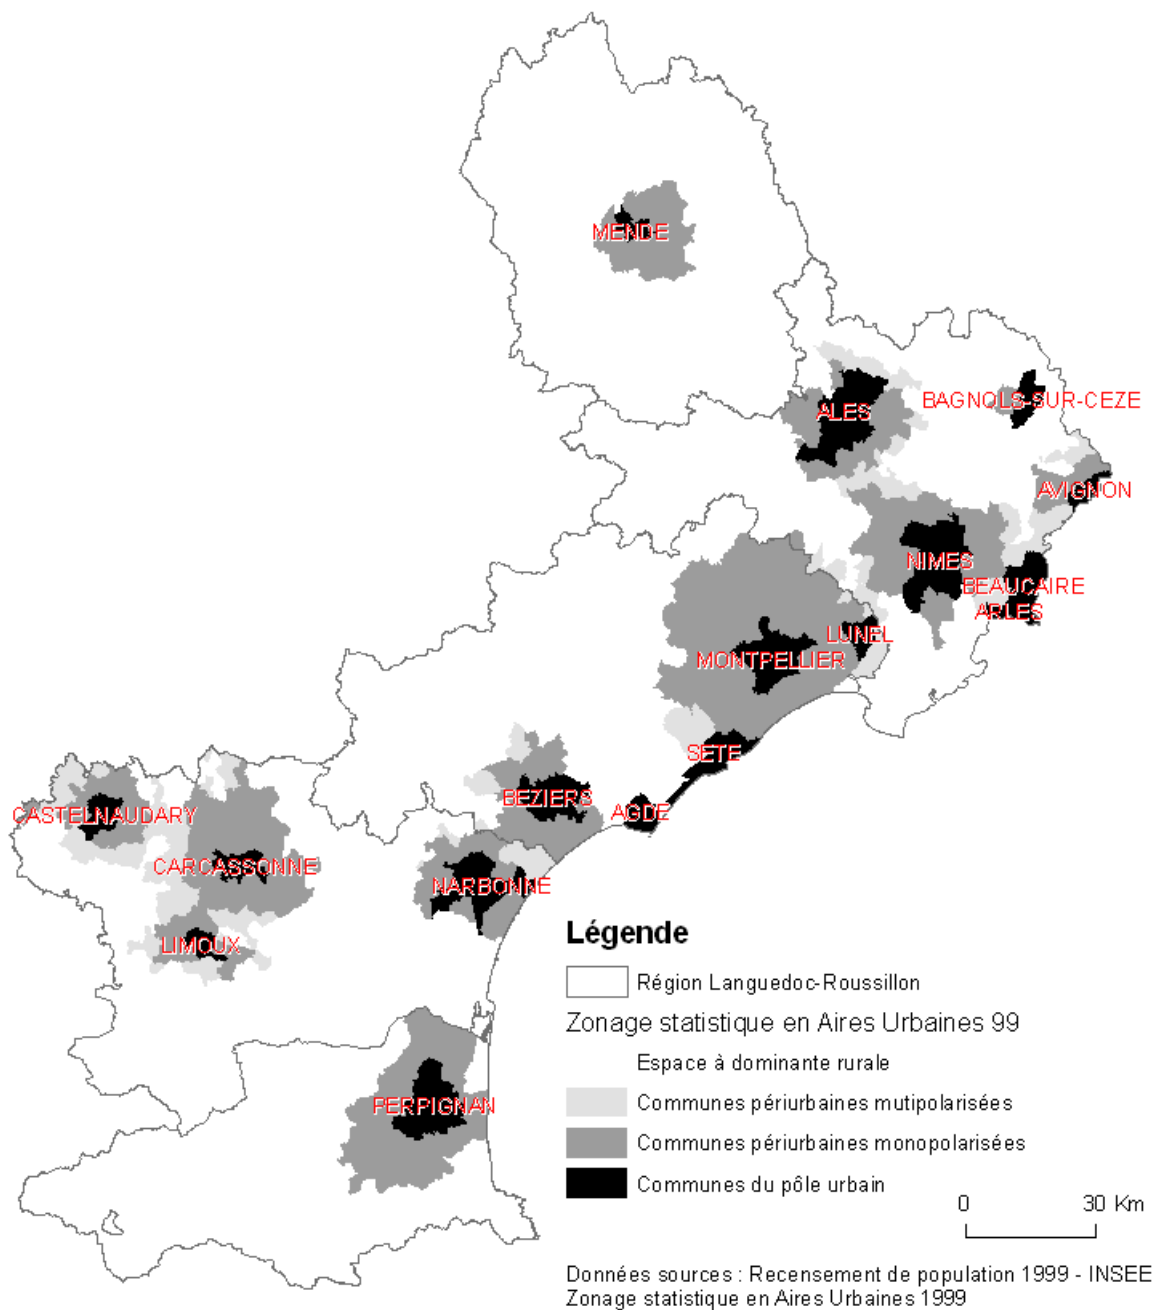 MENDE
ALES
BAGNOLS-SUR-CEZE
AVIGNON
NIMES
BEAUCAIRE
ARLES
LUNEL
MONTPELLIER
SETE
AGDE
BEZIERS
CASTELNAUDARY
CARCASSONNE
NARBONNE
LIMOUX
PERPIGNAN
Légende
Région Languedoc-Roussillon
Zonage statistique en Aires Urbaines 99
Espace à dominante rurale
Communes périurbaines mutipolarisées
Communes périurbaines monopolarisées
Communes du pôle urbain
0 30 Km
Données sources : Recensement de population 1999 - INSEE
Zonage statistique en Aires Urbaines 1999